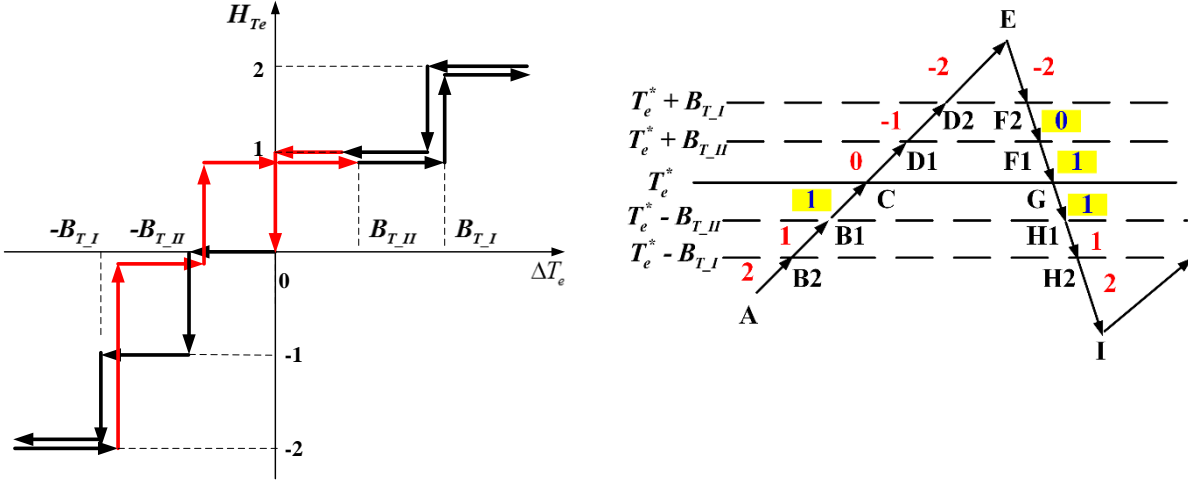 H_Te
2
1
-B_T_I
-B_T_II
B_T_II
B_T_I
0
ΔT_e
-1
-2
E
-2
-2
T_e^* + B_T_I
-1
D2
F2
0
T_e^* + B_T_II
0
D1
F1
1
T_e^*
1
C
G
1
T_e^* - B_T_II
1
B1
H1
1
T_e^* - B_T_I
2
B2
H2
2
A
I